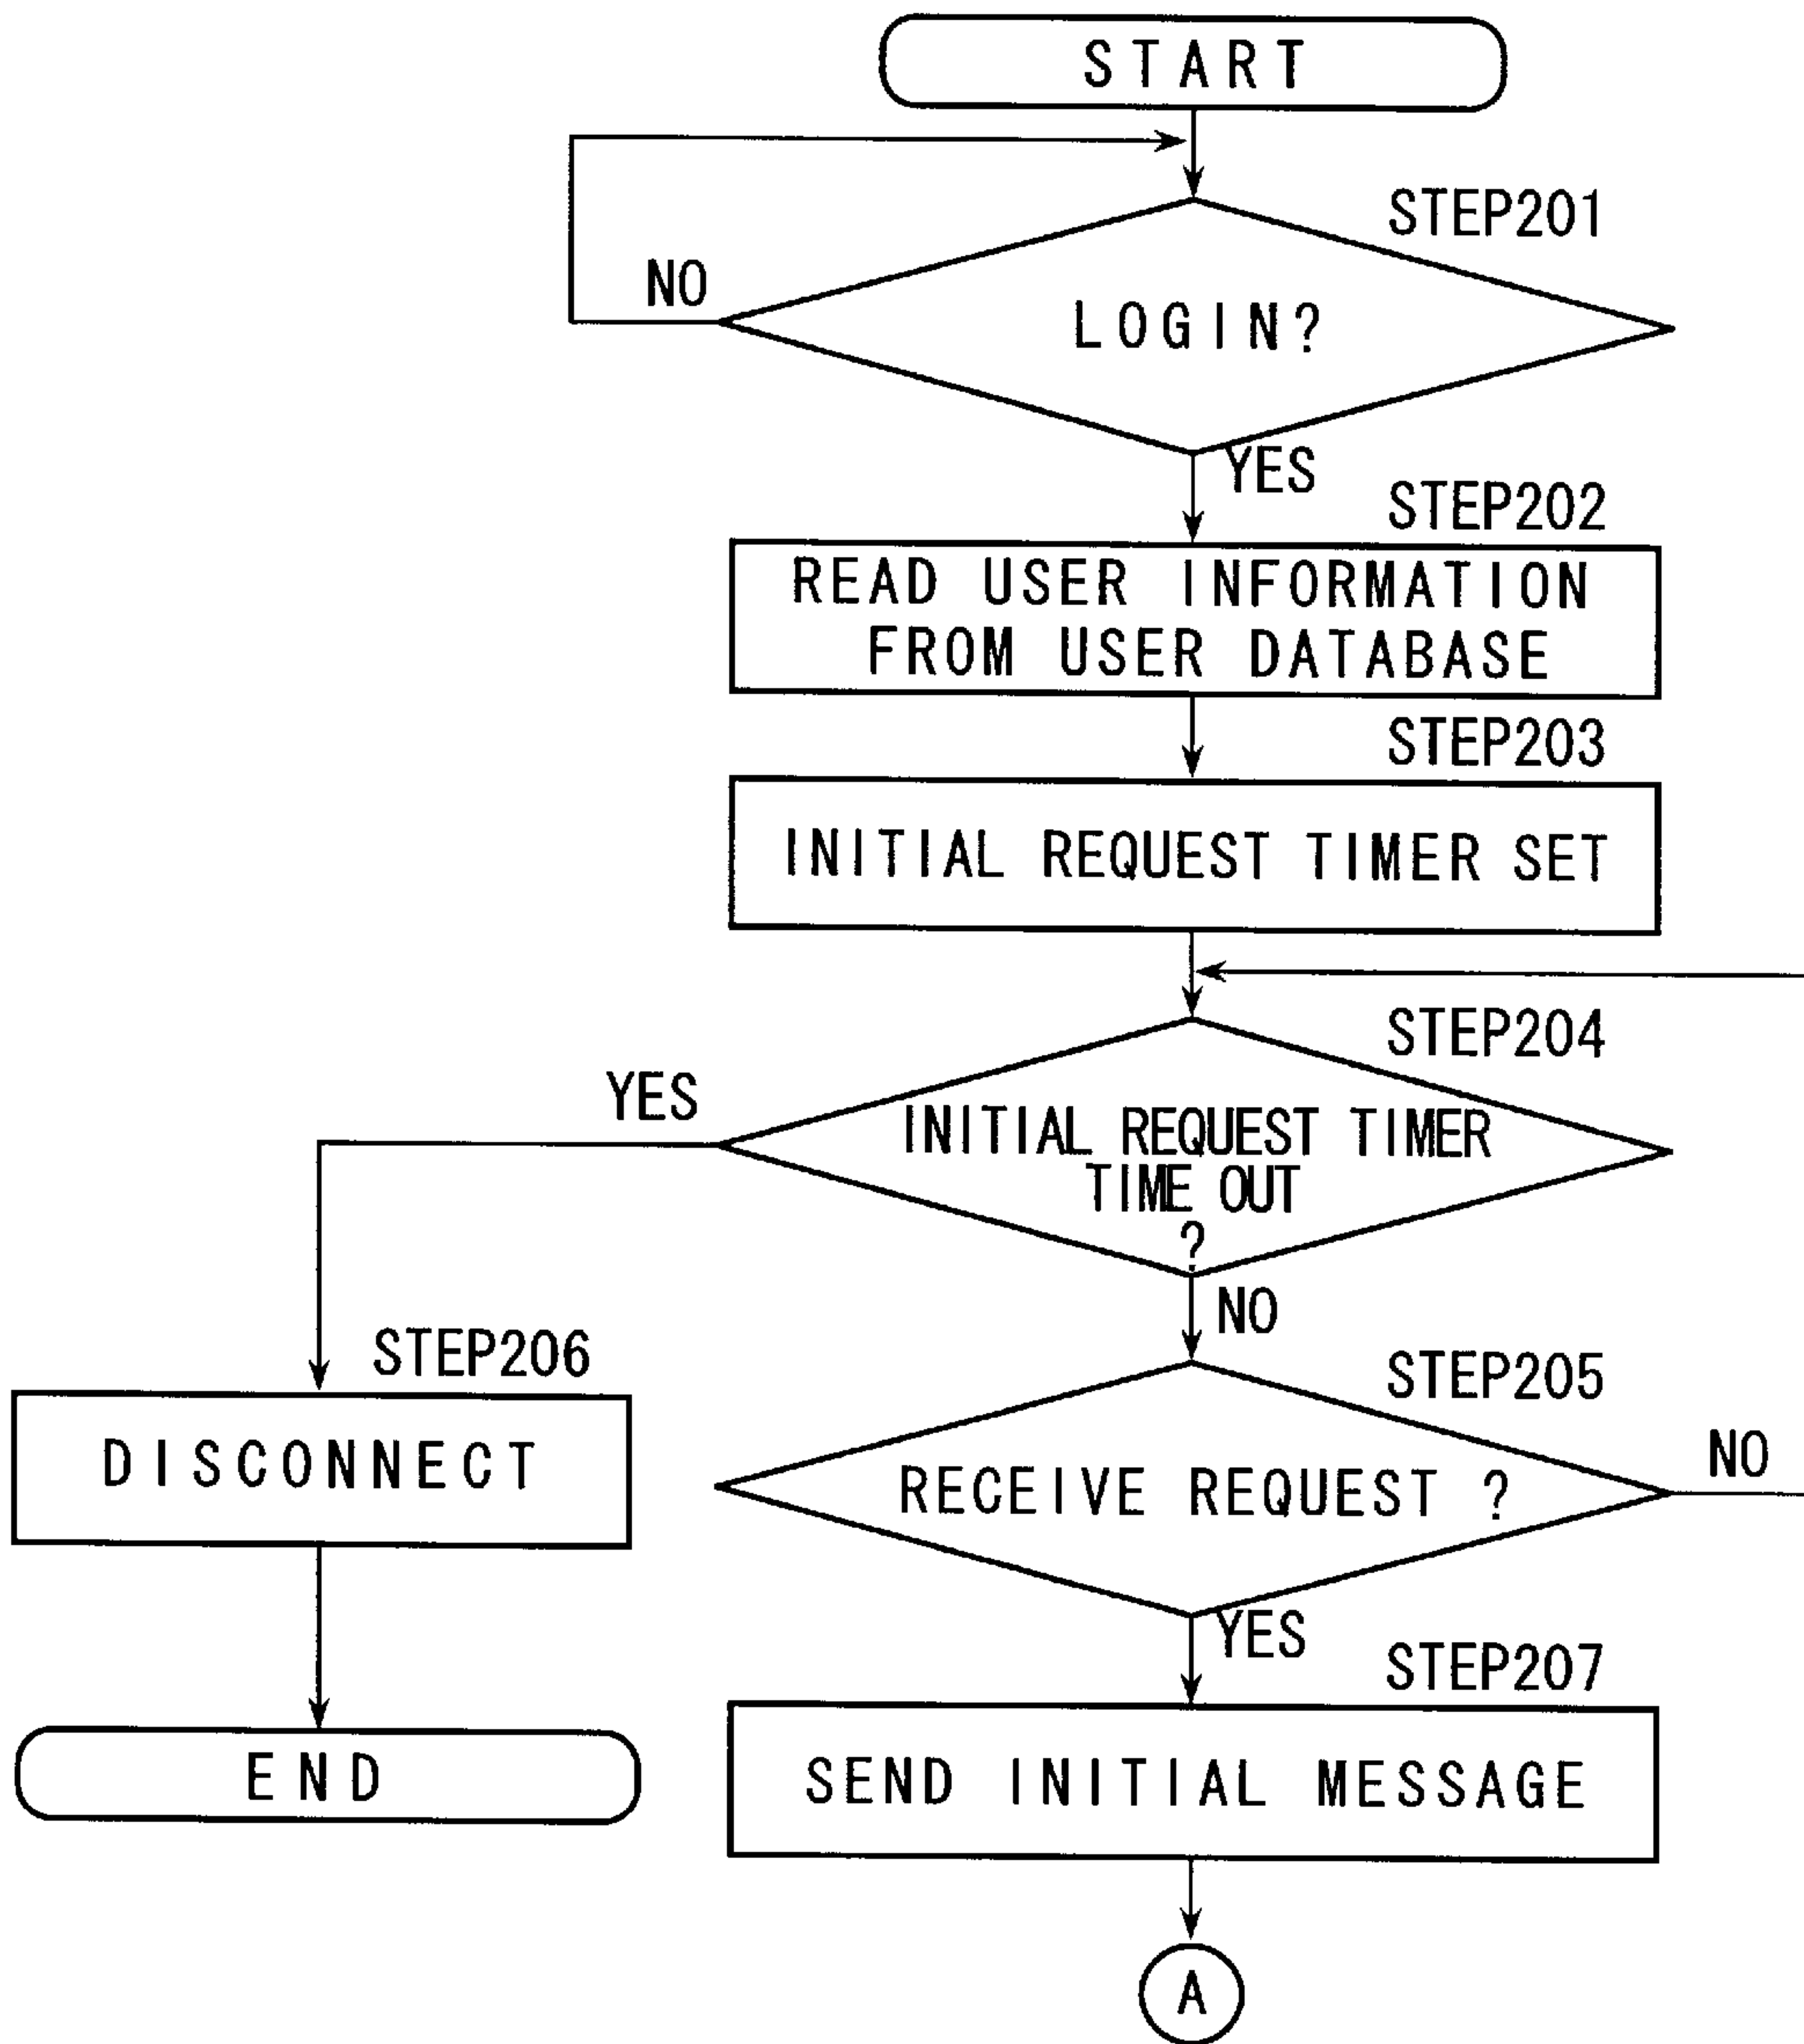 START
STEP201
NO
LOGIN?
YES
STEP202
READ USER INFORMATION
FROM USER DATABASE
STEP203
INITIAL REQUEST TIMER SET
STEP204
YES
INITIAL REQUEST TIMER
TIME OUT
?
NO
STEP206
STEP205
DISCONNECT
NO
RECEIVE REQUEST ?
YES
STEP207
END
SEND INITIAL MESSAGE
A